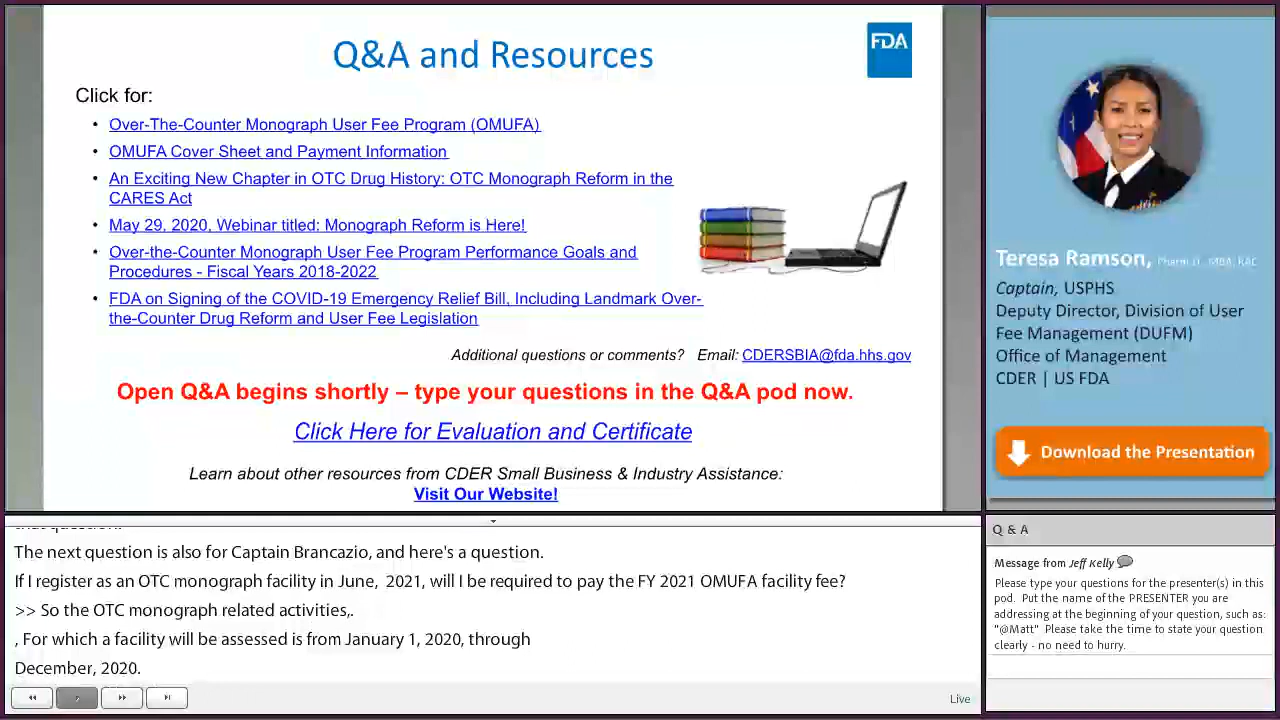 Q&A and Resources
FDA
Click for:
• Over-The-Counter Monograph User Fee Program (OMUFA)
• OMUFA Cover Sheet and Payment Information
• An Exciting New Chapter in OTC Drug History: OTC Monograph Reform in the
CARES Act
• May 29, 2020, Webinar titled: Monograph Reform is Here!
• Over-the-Counter Monograph User Fee Program Performance Goals and
Procedures - Fiscal Years 2018-2022
• FDA on Signing of the COVID-19 Emergency Relief Bill, Including Landmark Over-
the-Counter Drug Reform and User Fee Legislation
Additional questions or comments? Email: CDERSBIA@fda.hhs.gov
Open Q&A begins shortly – type your questions in the Q&A pod now.
Click Here for Evaluation and Certificate
Learn about other resources from CDER Small Business & Industry Assistance:
Visit Our Website!
Teresa Ramson, Pharm.D., MBA, RAC
Captain, USPHS
Deputy Director, Division of User
Fee Management (DUFM)
Office of Management
CDER | US FDA
Download the Presentation
The next question is also for Captain Brancazio, and here's a question.
If I register as an OTC monograph facility in June, 2021, will I be required to pay the FY 2021 OMUFA facility fee?
>> So the OTC monograph related activities,.
, For which a facility will be assessed is from January 1, 2020, through
December, 2020.
Live
Q & A
Message from Jeff Kelly
Please type your questions for the presenter(s) in this
pod. Put the name of the PRESENTER you are
addressing at the beginning of your question, such as:
"@Matt" Please take the time to state your question
clearly - no need to hurry.